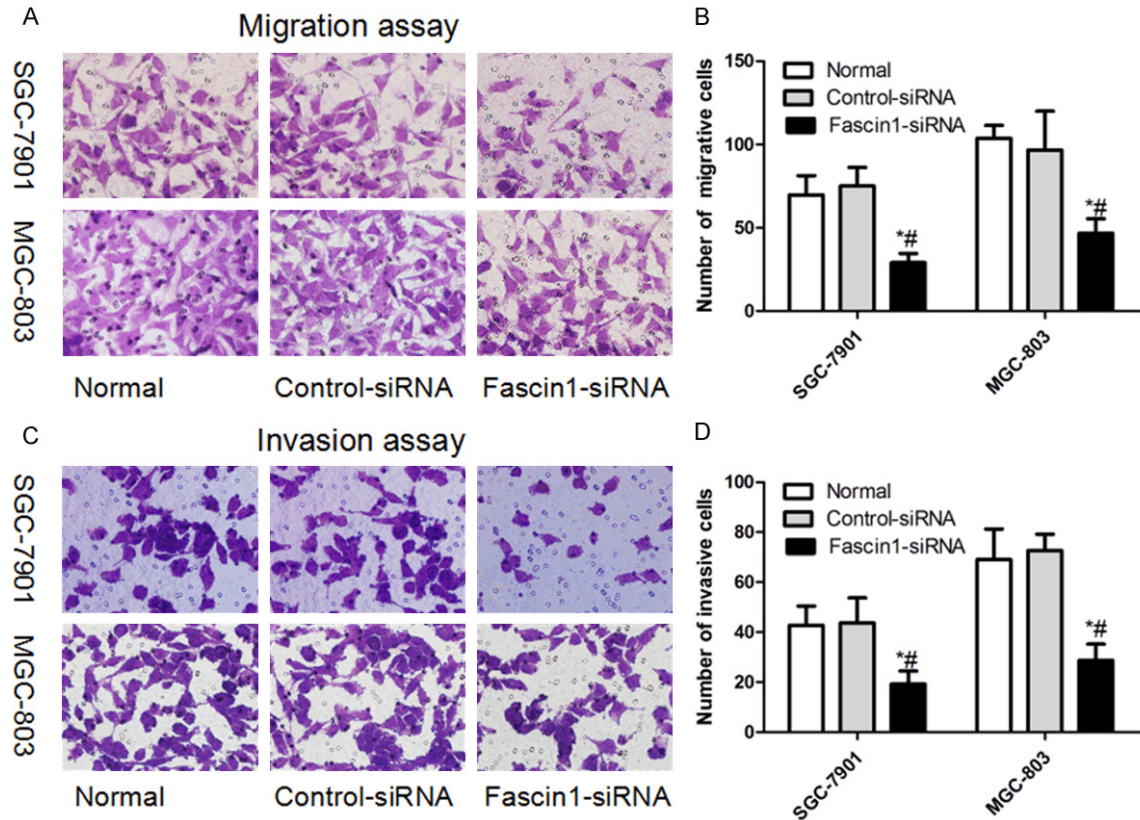 A
Migration assay
SGC-7901
MGC-803
Normal
Control-siRNA
Fascin1-siRNA
B
Number of migrative cells
150
100
50
0
Normal
Control-siRNA
Fascin1-siRNA
*#
*#
SGC-7901
MGC-803
C
Invasion assay
SGC-7901
MGC-803
Normal
Control-siRNA
Fascin1-siRNA
D
Number of invasive cells
100
80
60
40
20
0
Normal
Control-siRNA
Fascin1-siRNA
*#
*#
SGC-7901
MGC-803